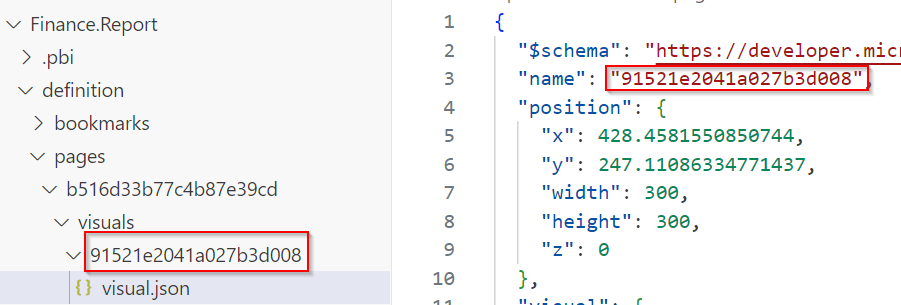 Finance.Report
.pbi
definition
bookmarks
pages
b516d33b77c4b87e39cd
visuals
91521e2041a027b3d008
{} visual.json
1 {
2 "$schema": "https://developer.micr
3 "name": "91521e2041a027b3d008",
4 "position": {
5 "x": 428.4581550850744,
6 "y": 247.11086334771437,
7 "width": 300,
8 "height": 300,
9 "z": 0
10 },
11 "visual": {